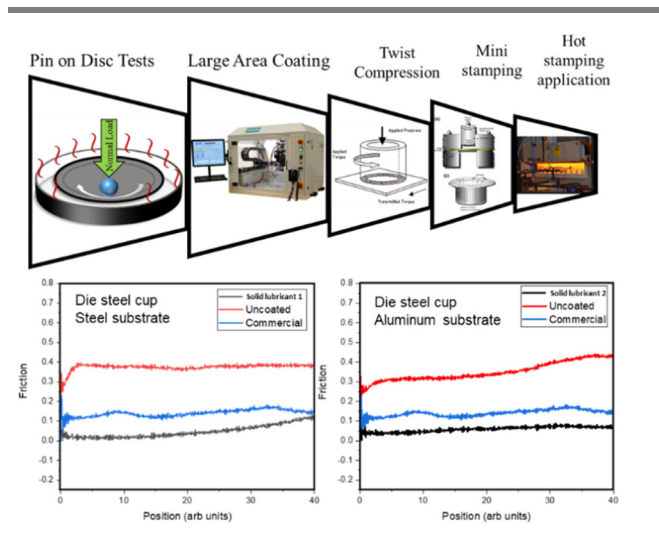 Pin on Disc Tests
Large Area Coating
Twist
Compression
Mini
stamping
Hot
stamping
application
Normal Load
Applied Pressure
Applied
Torque
Transmitted Torque
Die steel cup
Steel substrate
Solid lubricant 1
Uncoated
Commercial
0.8
0.7
0.6
0.5
0.4
0.3
0.2
0.1
0.0
-0.1
-0.2
Friction
0
10
20
30
40
Position (arb units)
Die steel cup
Aluminum substrate
Solid lubricant 2
Uncoated
Commercial
0.8
0.7
0.6
0.5
0.4
0.3
0.2
0.1
0.0
-0.1
-0.2
Friction
0
10
20
30
40
Position (arb units)